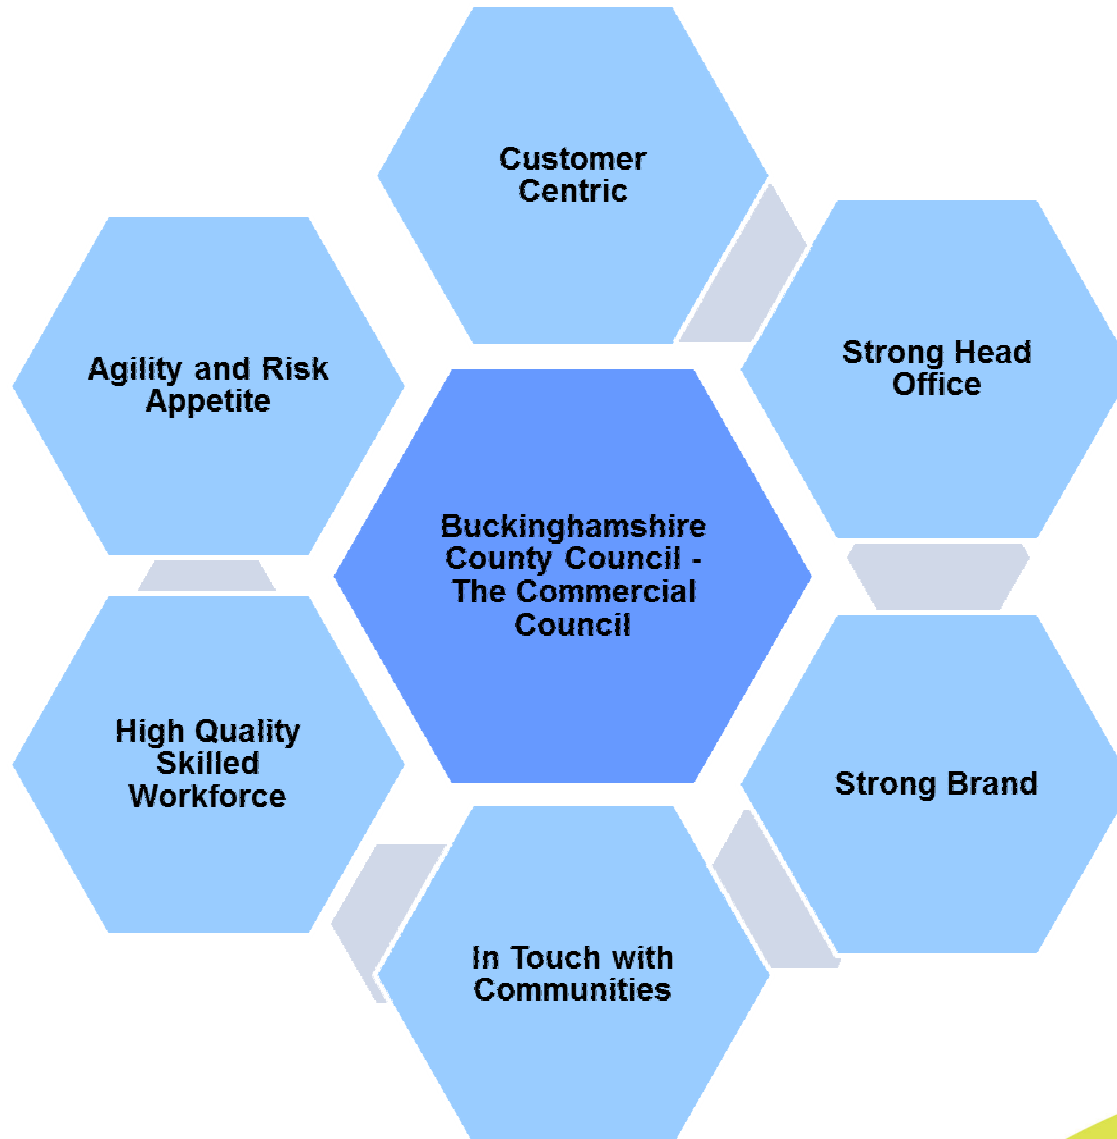 Customer
Centric
Strong Head
Office
Agility and Risk
Appetite
Buckinghamshire
County Council -
The Commercial
Council
High Quality
Skilled
Workforce
Strong Brand
In Touch with
Communities